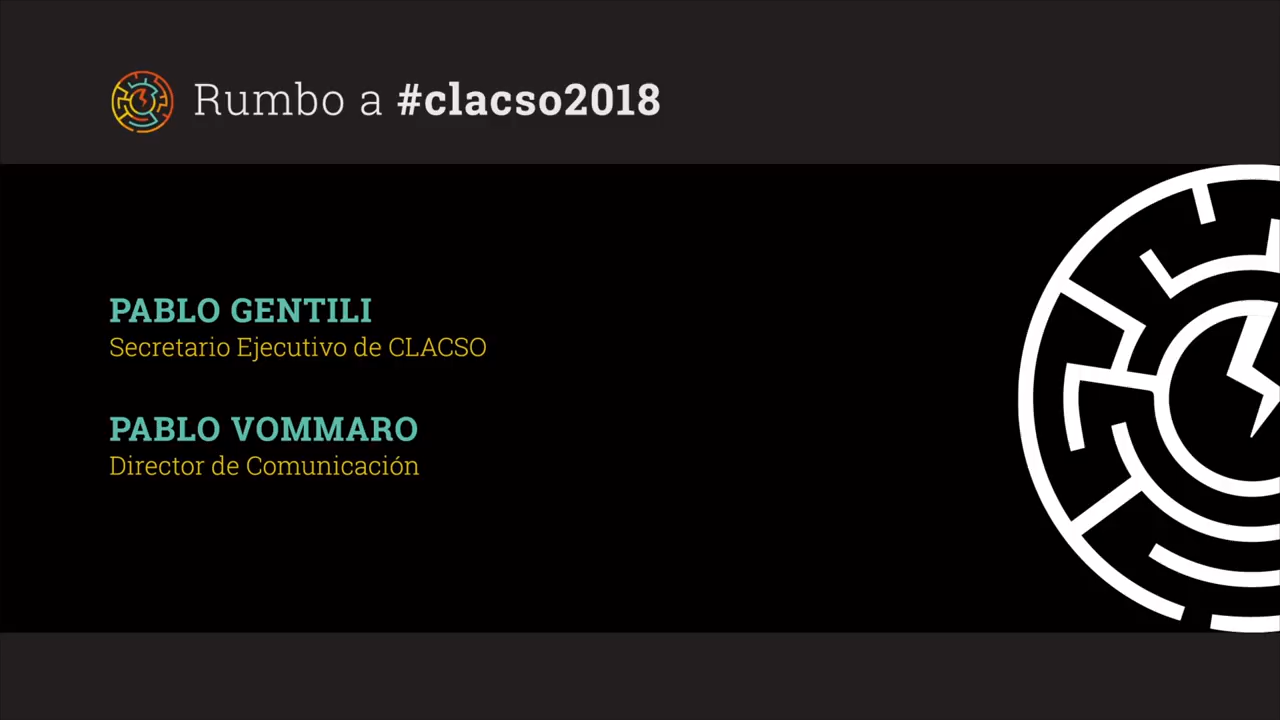 Rumbo a #clacso2018
PABLO GENTILI
Secretario Ejecutivo de CLACSO
PABLO VOMMARO
Director de Comunicación